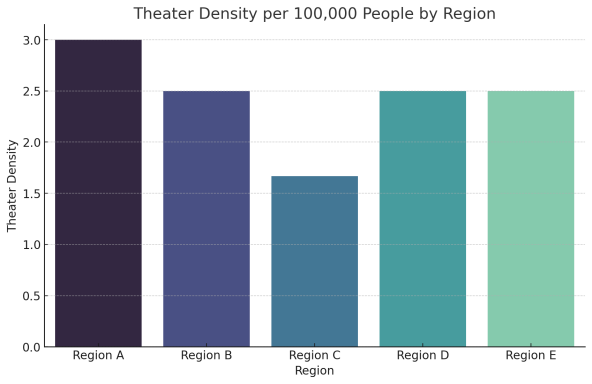 Theater Density per 100,000 People by Region
3.0
2.5
2.0
1.5
1.0
0.5
0.0
Theater Density
Region A Region B Region C Region D Region E
Region